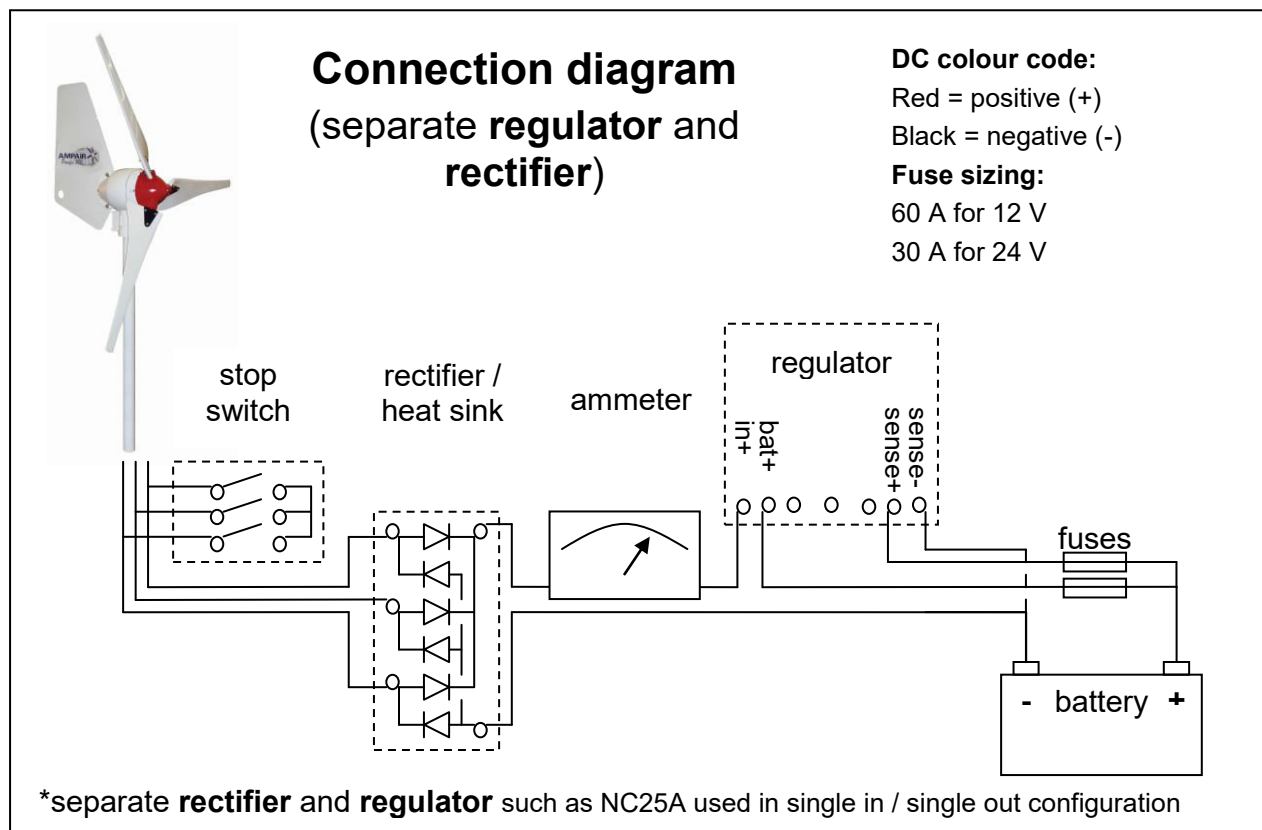 Connection diagram
(separate regulator and
rectifier)
DC colour code:
Red = positive (+)
Black = negative (-)
Fuse sizing:
60 A for 12 V
30 A for 24 V
AMPAIR
stop
switch
rectifier /
heat sink
ammeter
regulator
in+
bat+
sense+
sense-
fuses
- battery +
*separate rectifier and regulator such as NC25A used in single in / single out configuration